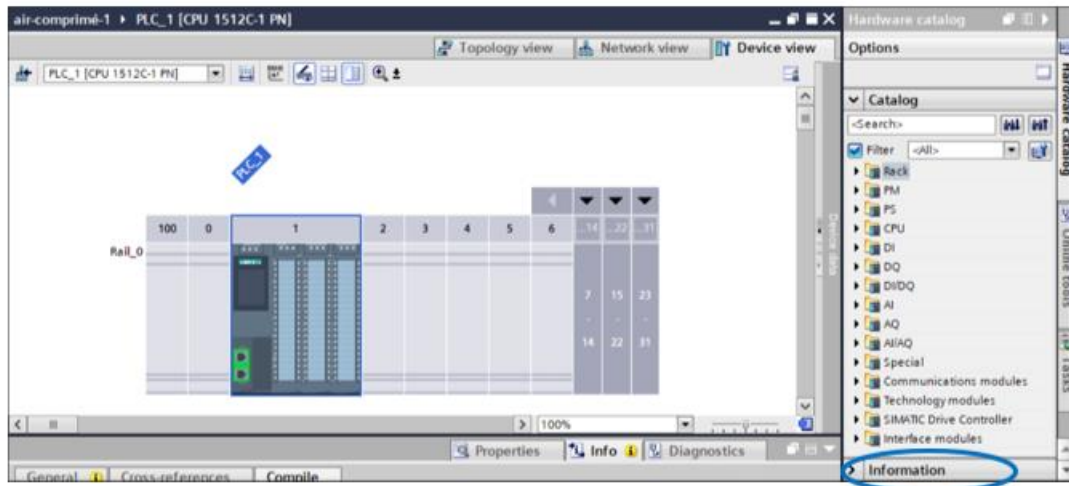 air-comprimé-1 ▸ PLC_1 [CPU 1512C-1 PN]
Hardware catalog
Topology view
Network view
Device view
Options
PLC_1 [CPU 1512C-1 PN]
Catalog
<Search>
Filter
<All>
Rack
PM
PS
CPU
DI
DQ
DI/DQ
AI
AQ
AI/AQ
Special
Communications modules
Technology modules
SIMATIC Drive Controller
Interface modules
Information
PLC_1
100 0 1 2 3 4 5 6 ...14 ...22 ...31
Rail_0
7 15 23
14 22 31
Device data
100%
Properties
Info
Diagnostics
General
Cross-references
Compile
Hardware catalog
Online tools
Tasks